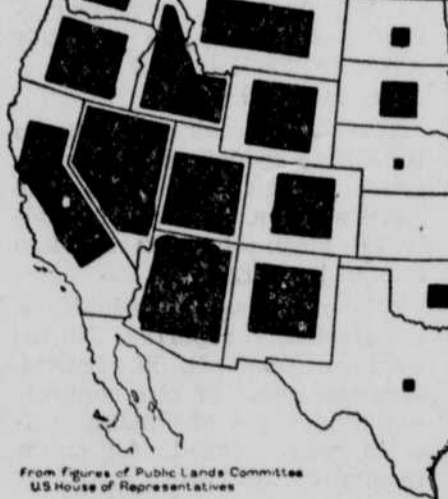 From figures of Public Lands Committee
U.S. House of Representatives